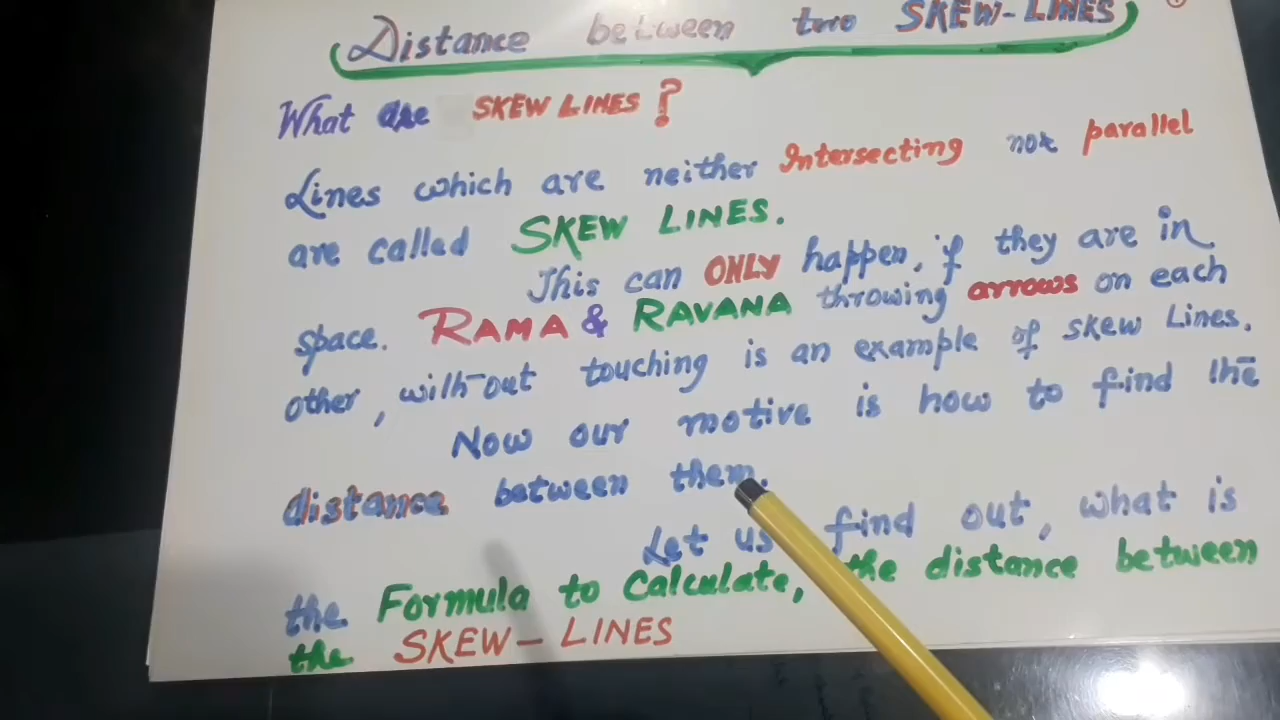 Distance between two SKEW-LINES
What are SKEW LINES?
Lines which are neither Intersecting nor parallel
are called SKEW LINES.
This can ONLY happen, if they are in
space. RAMA & RAVANA throwing arrows on each
other, with-out touching is an example of SKEW Lines.
Now our motive is how to find the
distance between them.
Let us find out, what is
the Formula to Calculate, the distance between
the SKEW-LINES